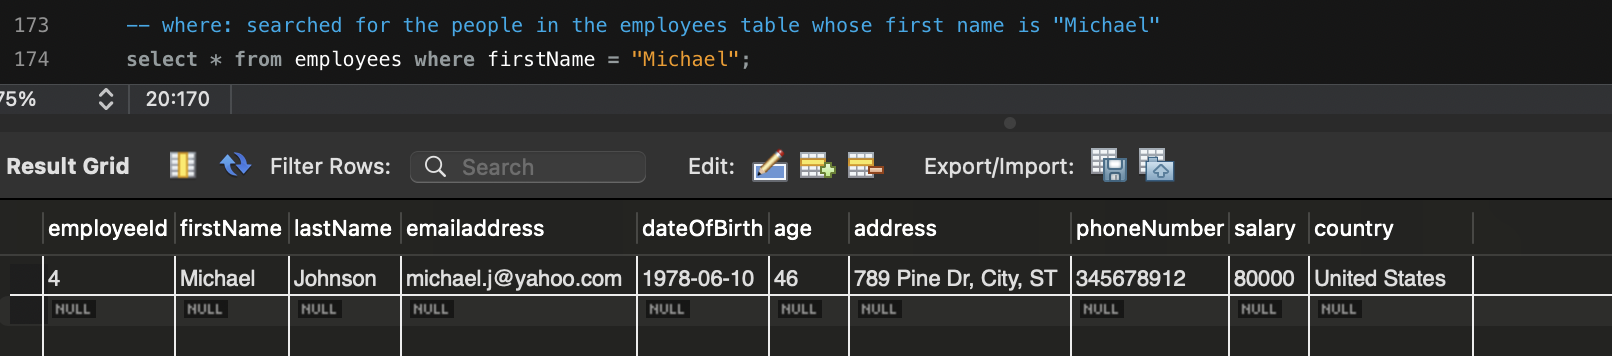 173 -- where: searched for the people in the employees table whose first name is "Michael"
174 select * from employees where firstName = "Michael";
75% 20:170
Result Grid Filter Rows: Search Edit: Export/Import:
employeeId firstName lastName emailaddress dateOfBirth age address phoneNumber salary country
4 Michael Johnson michael.j@yahoo.com 1978-06-10 46 789 Pine Dr, City, ST 345678912 80000 United States
NULL NULL NULL NULL NULL NULL NULL NULL NULL NULL